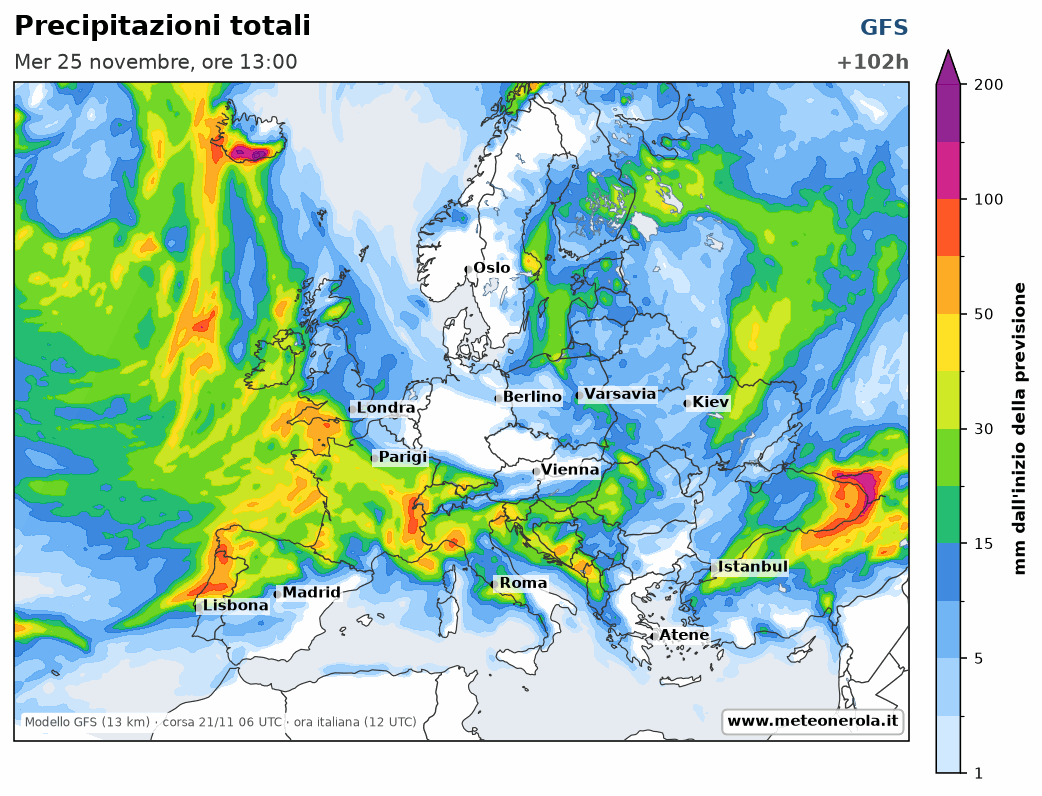 Precipitazioni totali
GFS
Mer 25 novembre, ore 13:00
+102h
200
100
50
30
15
5
1
mm dall'inizio della previsione
Oslo
Berlino
Varsavia
Kiev
Londra
Parigi
Vienna
Istanbul
Roma
Madrid
Lisbona
Atene
Modello GFS (13 km) · corsa 21/11 06 UTC · ora italiana (12 UTC)
www.meteonerola.it